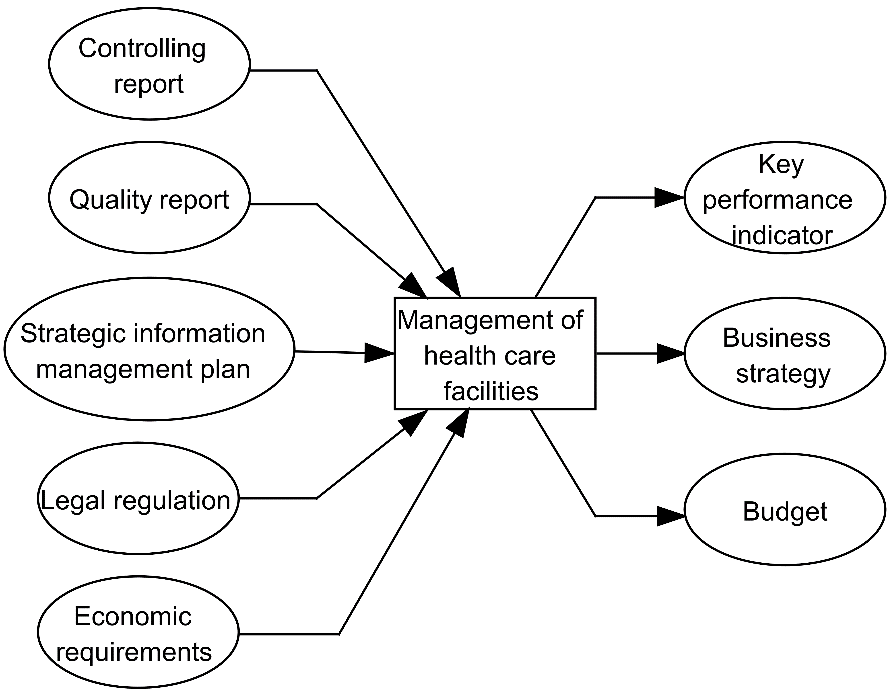 Controlling
report
Quality report
Strategic information
management plan
Legal regulation
Economic
requirements
Management of
health care
facilities
Key
performance
indicator
Business
strategy
Budget